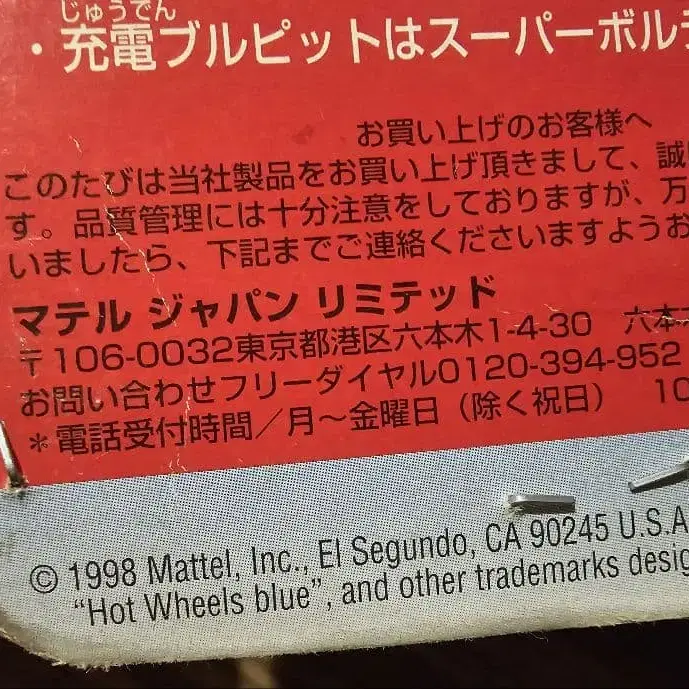 じゅうでん
・充電ブルピットはスーパーボル
お買い上げのお客様へ
このたびは当社製品をお買い上げ頂きまして、誠
す。品質管理には十分注意をしておりますが、万
いましたら、下記までご連絡くださいますようお
マテル ジャパン リミテッド
〒106-0032東京都港区六本木1-4-30 六本
お問い合わせフリーダイヤル0120-394-952
＊電話受付時間／月～金曜日（除く祝日） 10
© 1998 Mattel, Inc., El Segundo, CA 90245 U.S.A
“Hot Wheels blue”, and other trademarks desig